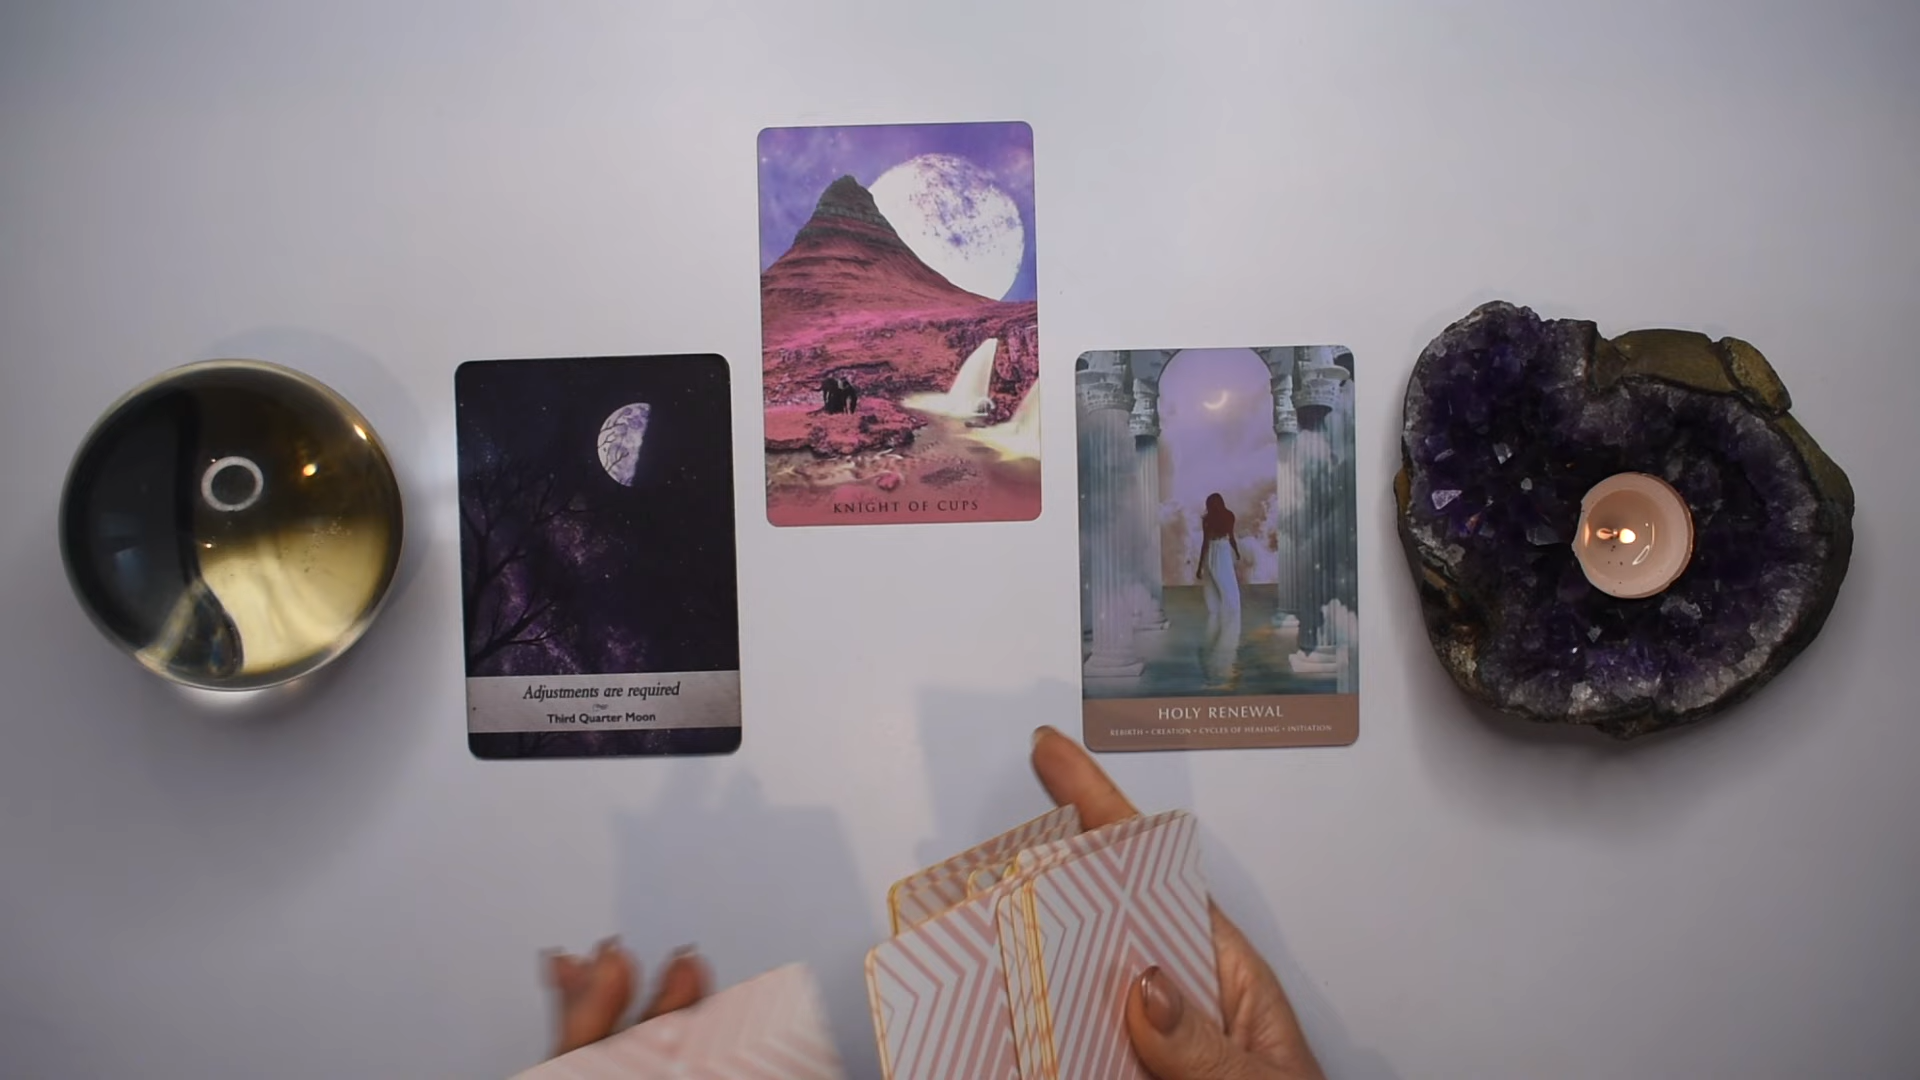 KNIGHT OF CUPS
Adjustments are required
Third Quarter Moon
HOLY RENEWAL
REBIRTH • CREATION • CYCLES OF HEALING • INITIATION